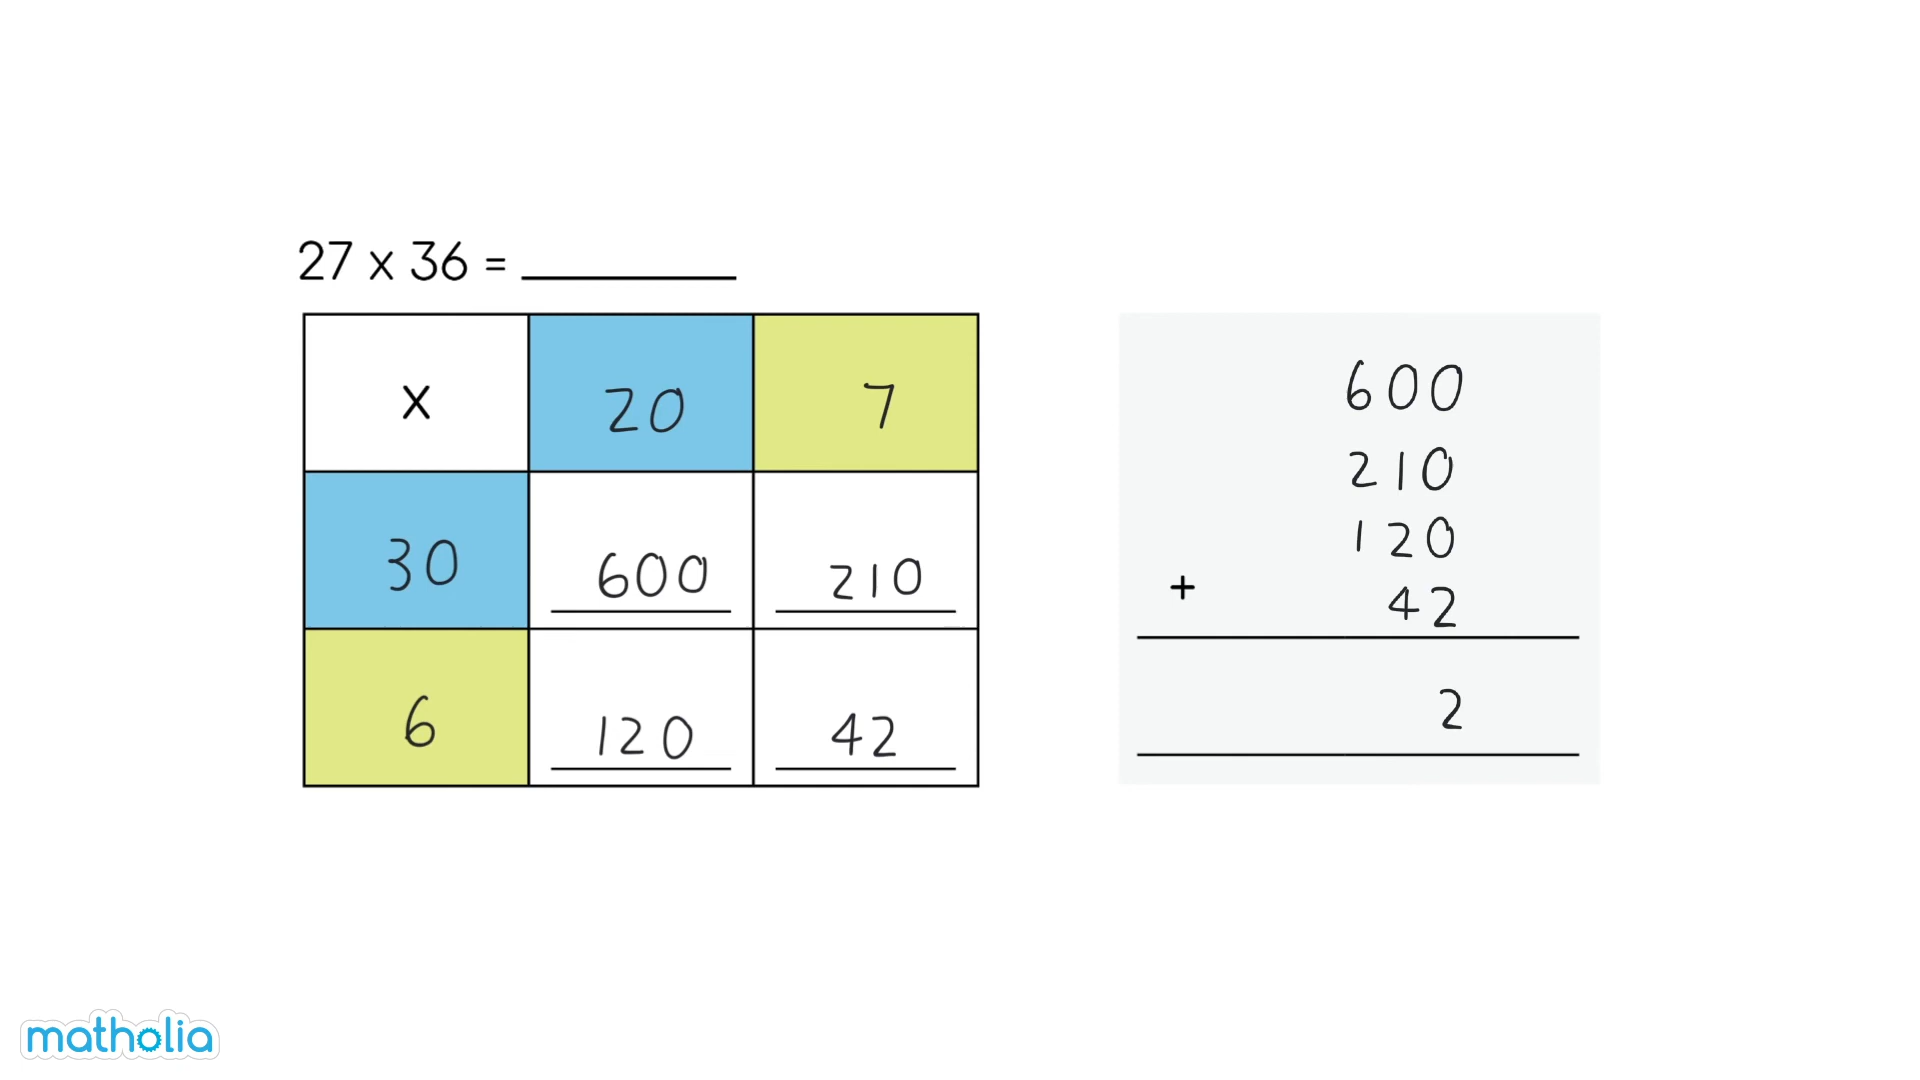 27 x 36 = ________
x 20 7
30 600 210
6 120 42
600
210
120
+ 42
2
matholia